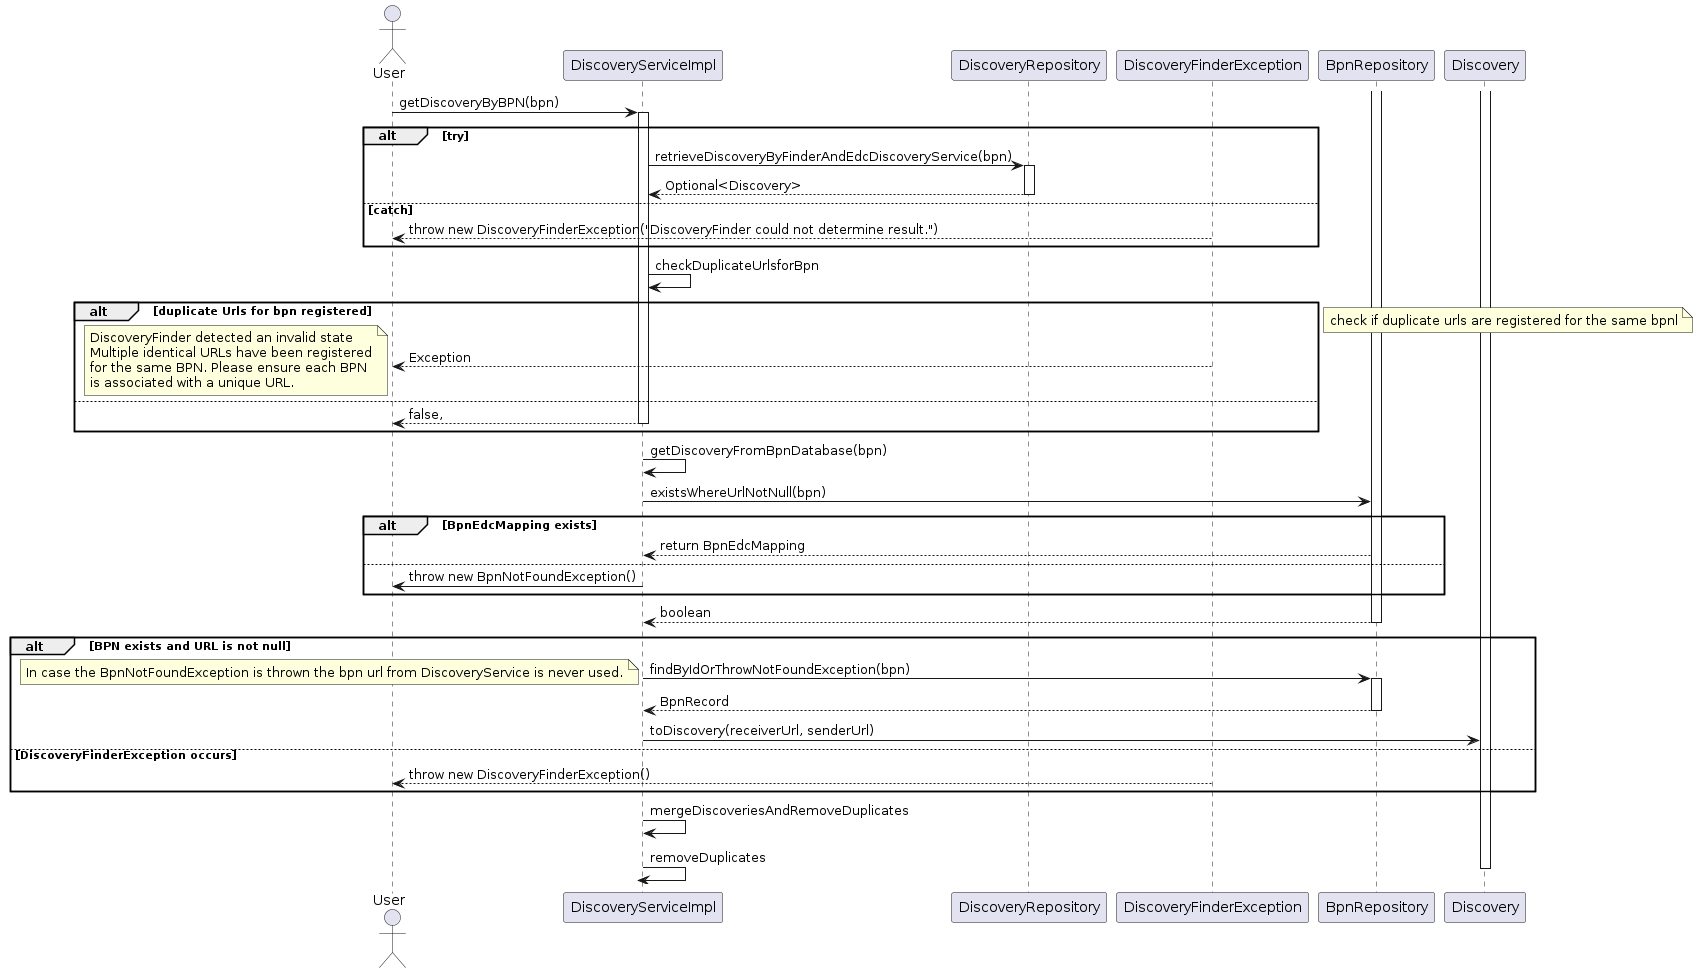 User
DiscoveryServiceImpl
DiscoveryRepository
DiscoveryFinderException
BpnRepository
Discovery
getDiscoveryByBPN(bpn)
alt
[try]
retrieveDiscoveryByFinderAndEdcDiscoveryService(bpn)
Optional<Discovery>
[catch]
throw new DiscoveryFinderException("DiscoveryFinder could not determine result.")
checkDuplicateUrlsforBpn
alt
[duplicate Urls for bpn registered]
check if duplicate urls are registered for the same bpnl
DiscoveryFinder detected an invalid state
Multiple identical URLs have been registered
for the same BPN. Please ensure each BPN
is associated with a unique URL.
Exception
false,
getDiscoveryFromBpnDatabase(bpn)
existsWhereUrlNotNull(bpn)
alt
[BpnEdcMapping exists]
return BpnEdcMapping
throw new BpnNotFoundException()
boolean
alt
[BPN exists and URL is not null]
In case the BpnNotFoundException is thrown the bpn url from DiscoveryService is never used.
findByIdOrThrowNotFoundException(bpn)
BpnRecord
toDiscovery(receiverUrl, senderUrl)
[DiscoveryFinderException occurs]
throw new DiscoveryFinderException()
mergeDiscoveriesAndRemoveDuplicates
removeDuplicates
User
DiscoveryServiceImpl
DiscoveryRepository
DiscoveryFinderException
BpnRepository
Discovery